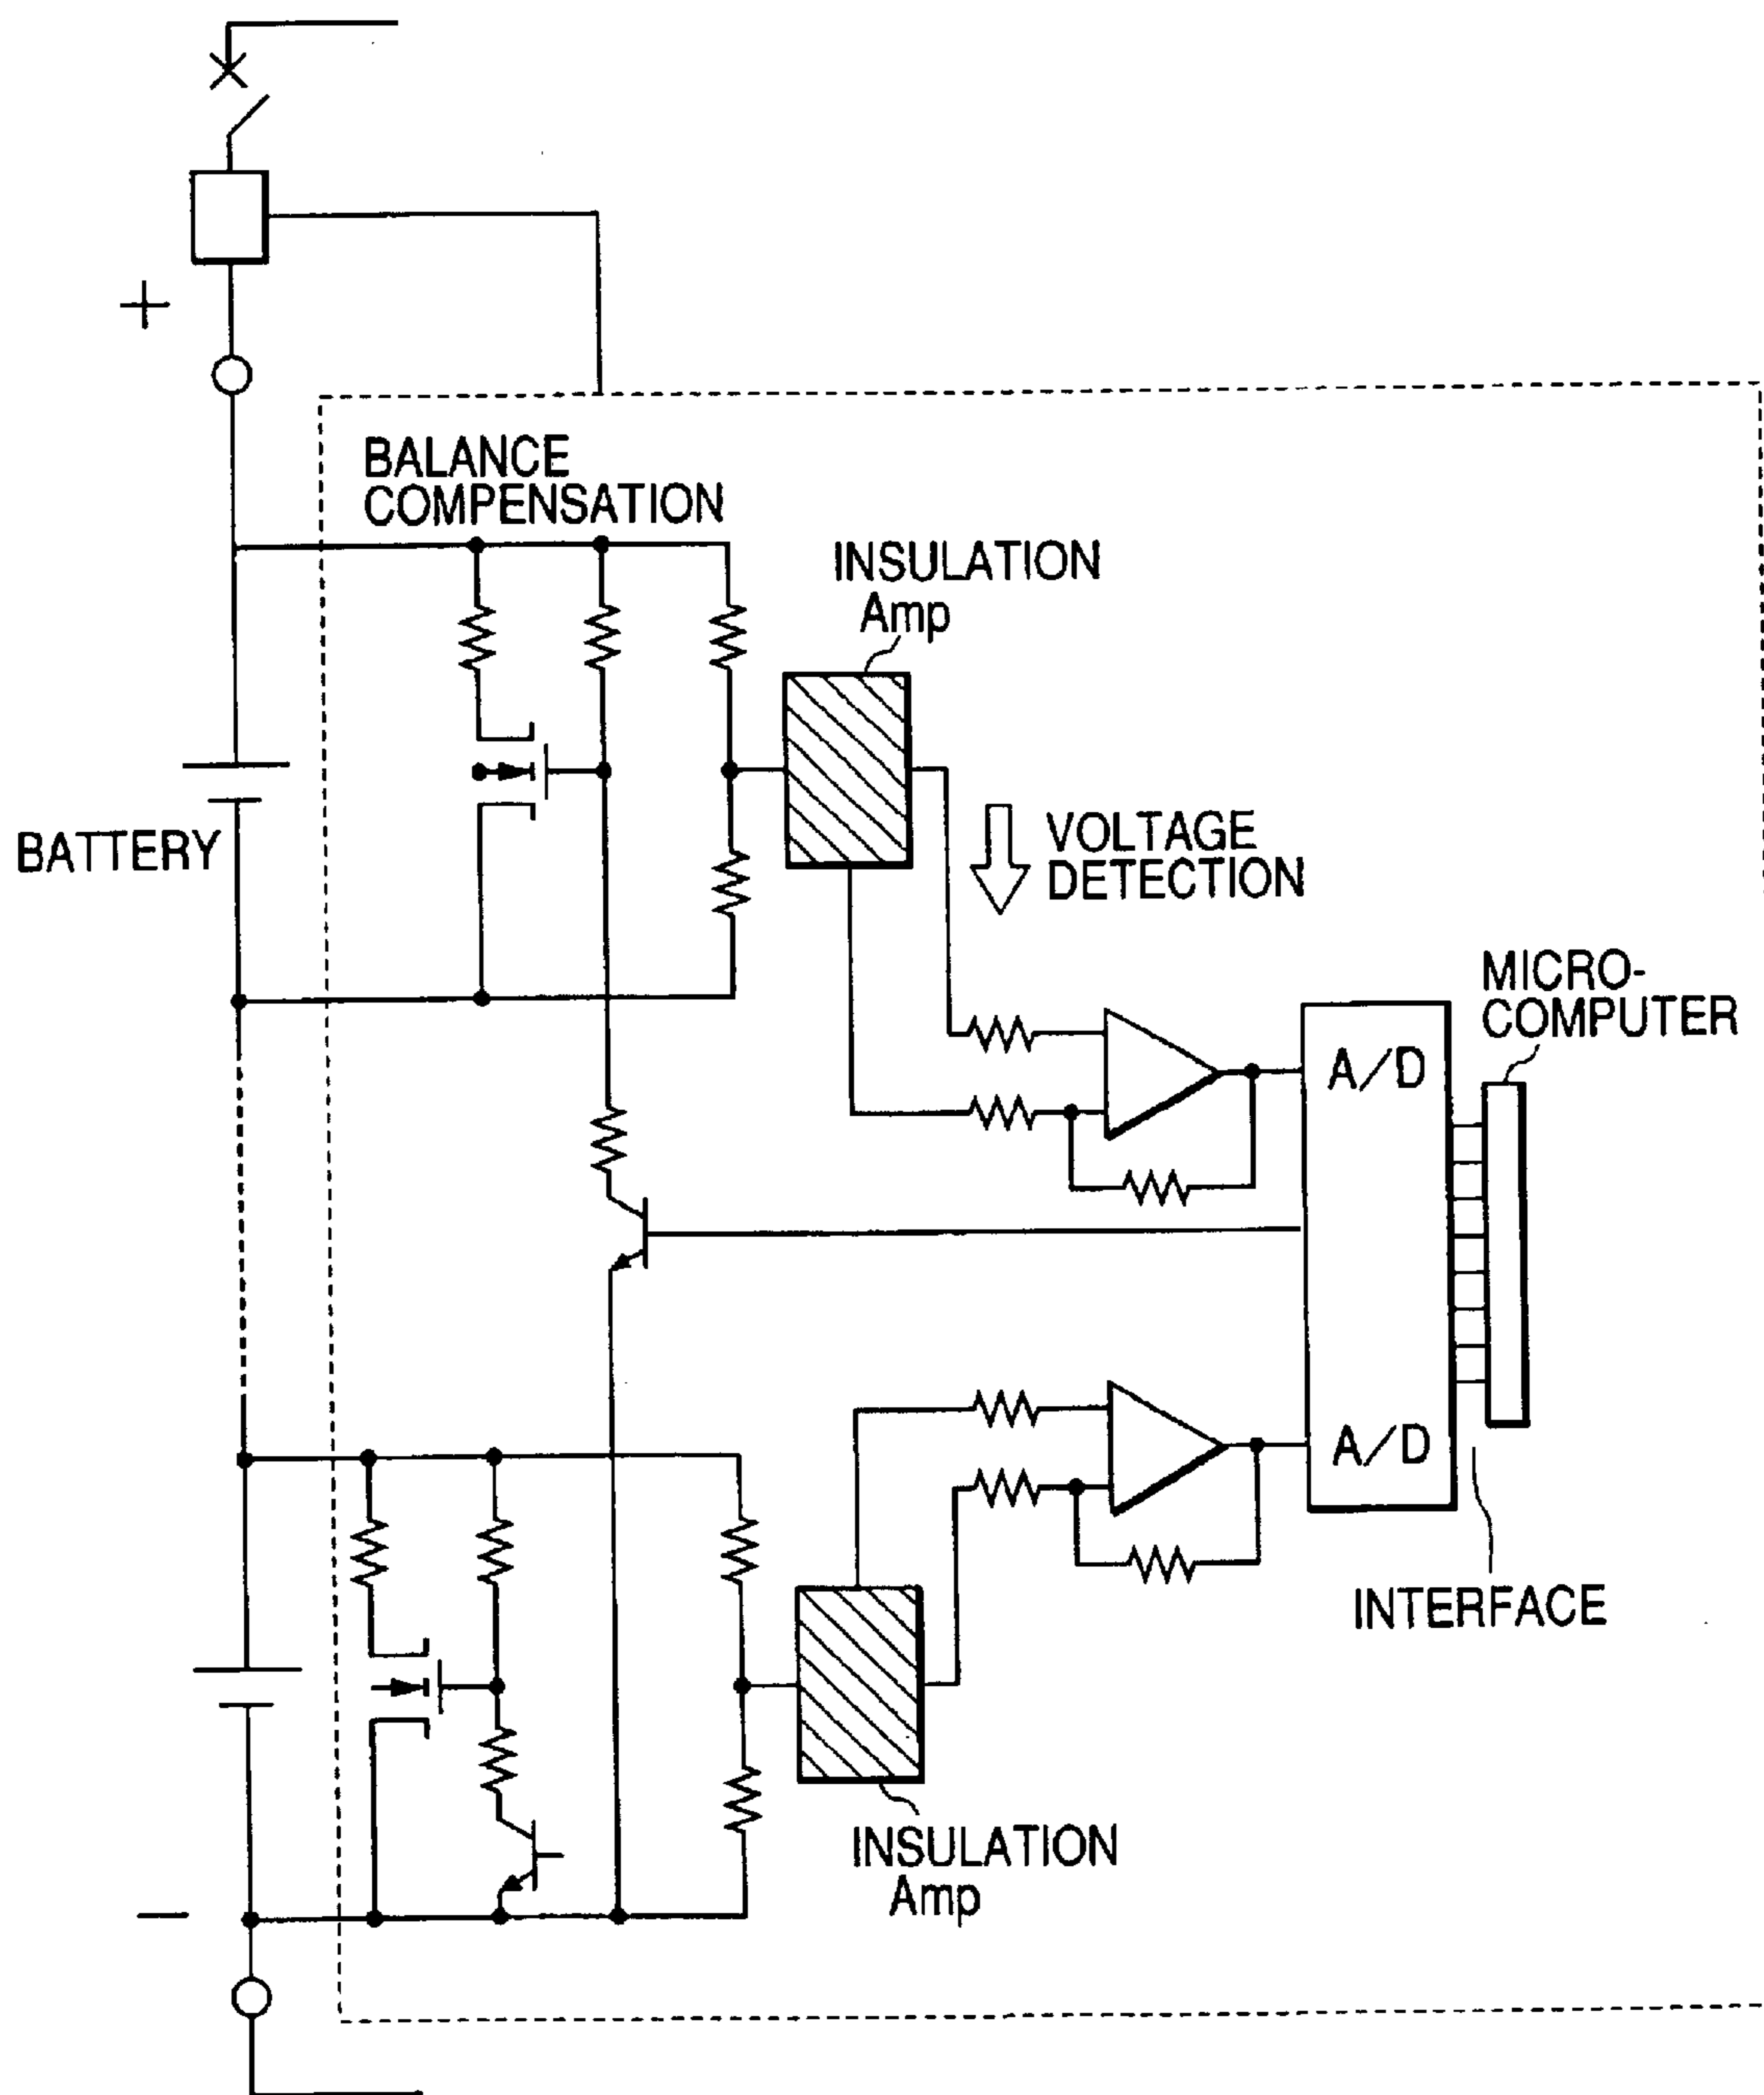 +
BALANCE
COMPENSATION
INSULATION
Amp
BATTERY
VOLTAGE
DETECTION
MICRO-
COMPUTER
A/D
A/D
INTERFACE
INSULATION
Amp
−